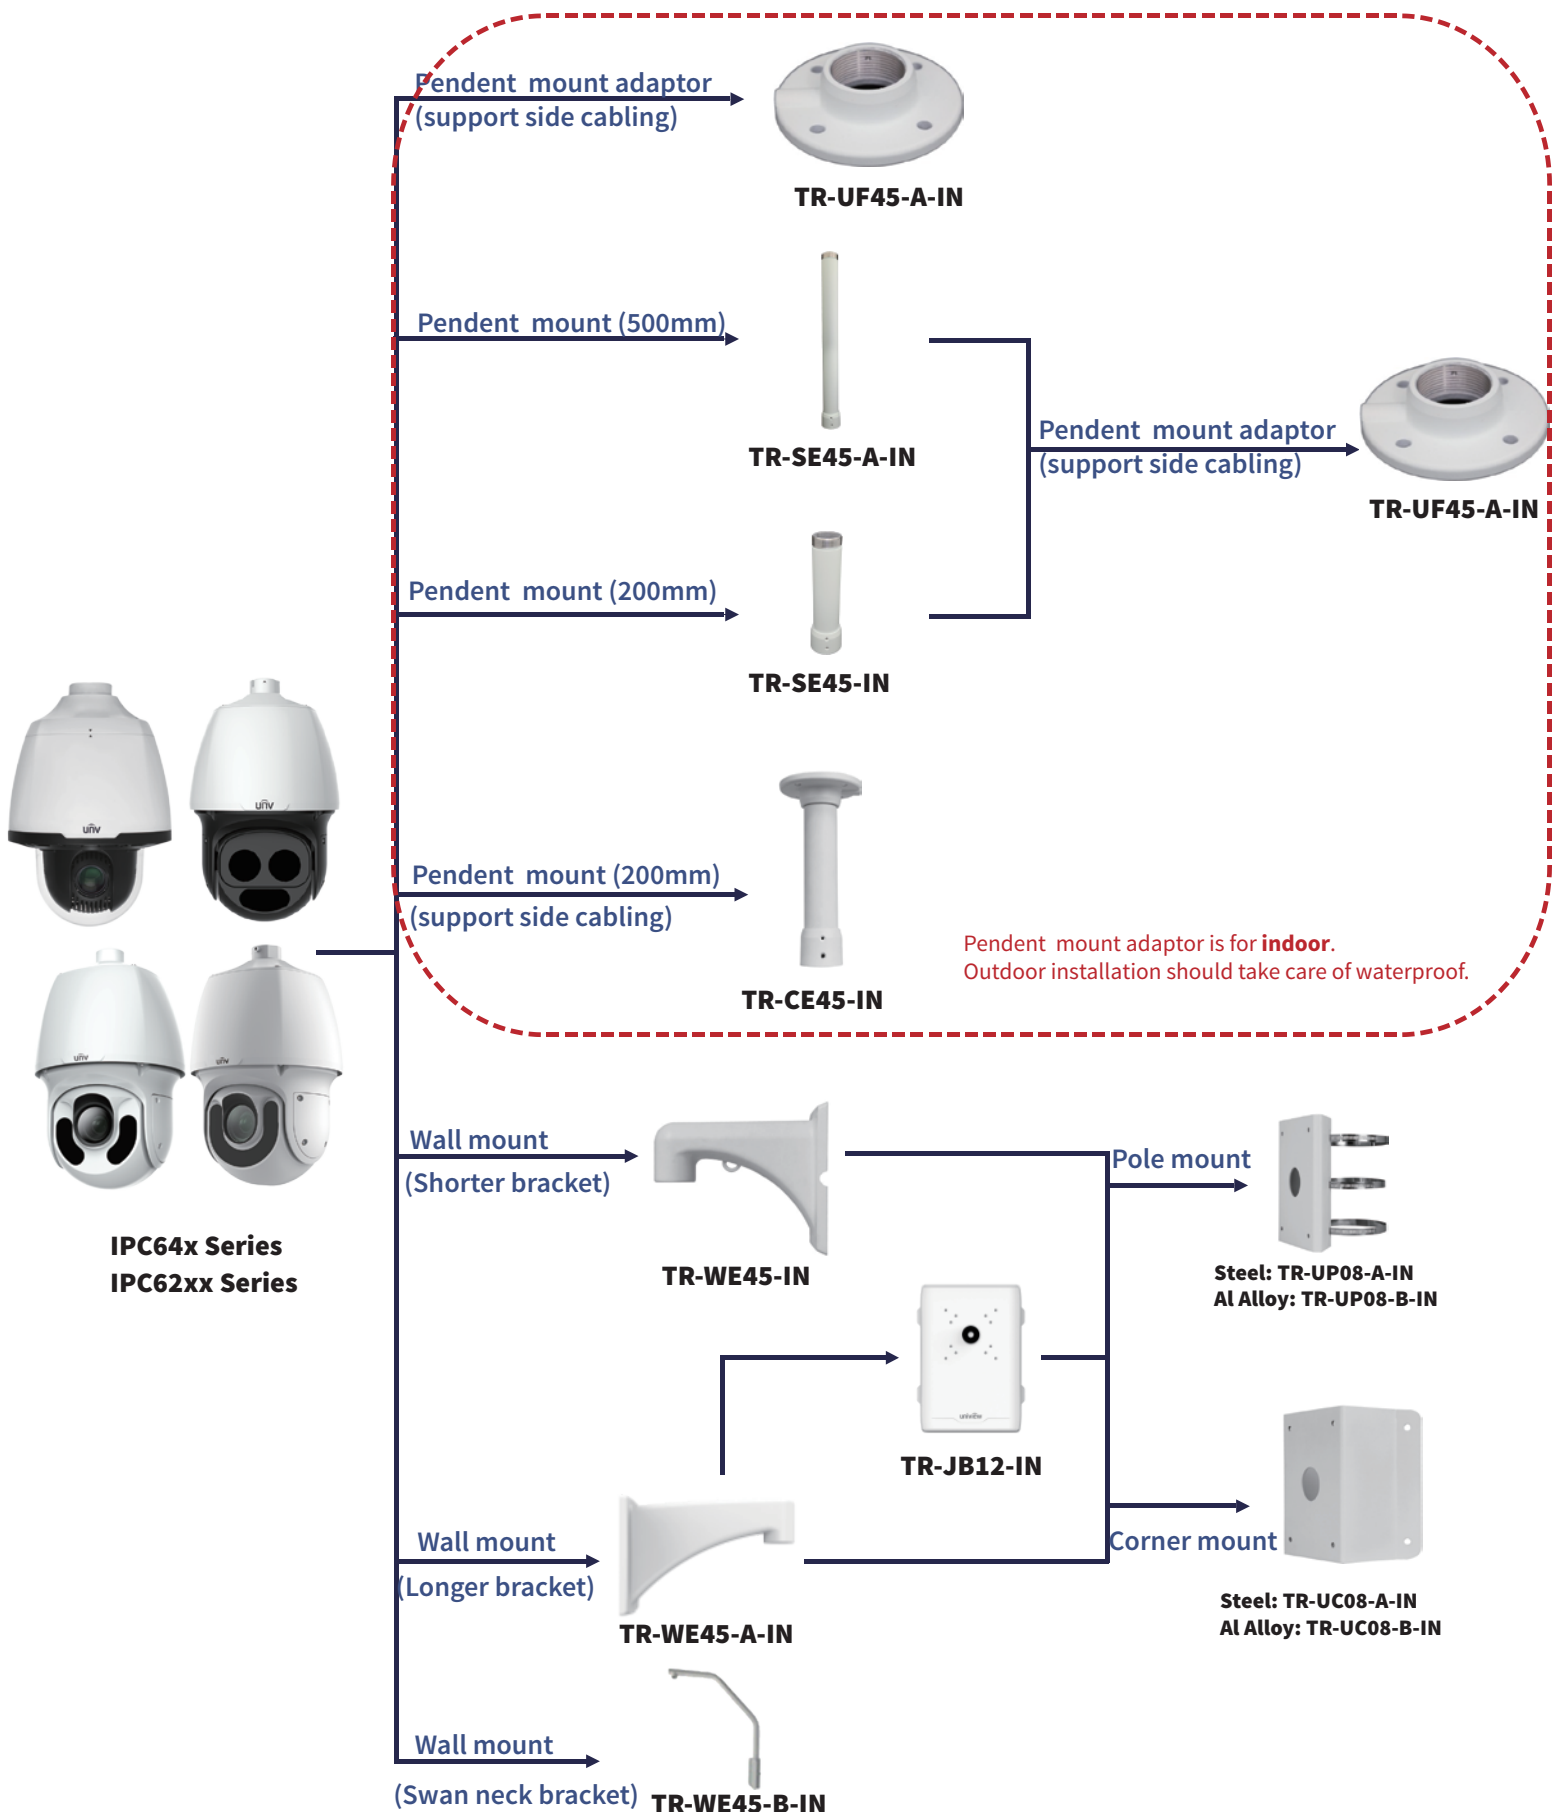 Pendent mount adaptor
(support side cabling)
TR-UF45-A-IN
Pendent mount (500mm)
TR-SE45-A-IN
Pendent mount adaptor
(support side cabling)
TR-UF45-A-IN
Pendent mount (200mm)
TR-SE45-IN
unv
unv
Pendent mount (200mm)
(support side cabling)
TR-CE45-IN
Pendent mount adaptor is for indoor.
Outdoor installation should take care of waterproof.
unv
unv
IPC64x Series
IPC62xx Series
Wall mount
(Shorter bracket)
TR-WE45-IN
Pole mount
Steel: TR-UP08-A-IN
Al Alloy: TR-UP08-B-IN
uniview
TR-JB12-IN
Wall mount
(Longer bracket)
TR-WE45-A-IN
Corner mount
Steel: TR-UC08-A-IN
Al Alloy: TR-UC08-B-IN
Wall mount
(Swan neck bracket)
TR-WE45-B-IN